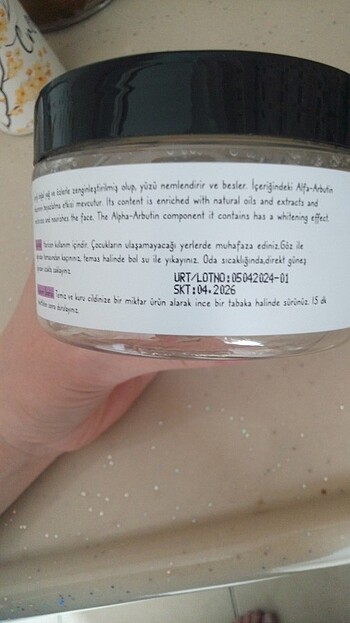 yağ ve özlerle zenginleştirilmiş olup, yüzü nemlendirir ve besler. İçeriğindeki Alfa-Arbutin
etkisi mevcuttur. Its content is enriched with natural oils and extracts and
and nourishes the face. The Alpha-Arbutin component it contains has a whitening effect.
kullanım içindir. Çocukların ulaşamayacağı yerlerde muhafaza ediniz.Göz ile
kaçınınız, temas halinde bol su ile yıkayınız. Oda sıcaklığında,direkt güneş
uzakta saklayınız.
URT/LOTNO:05042024-01
SKT:04.2026
Temiz ve kuru cildinize bir miktar ürün alarak ince bir tabaka halinde sürünüz. 15 dk
sonra durulayınız.